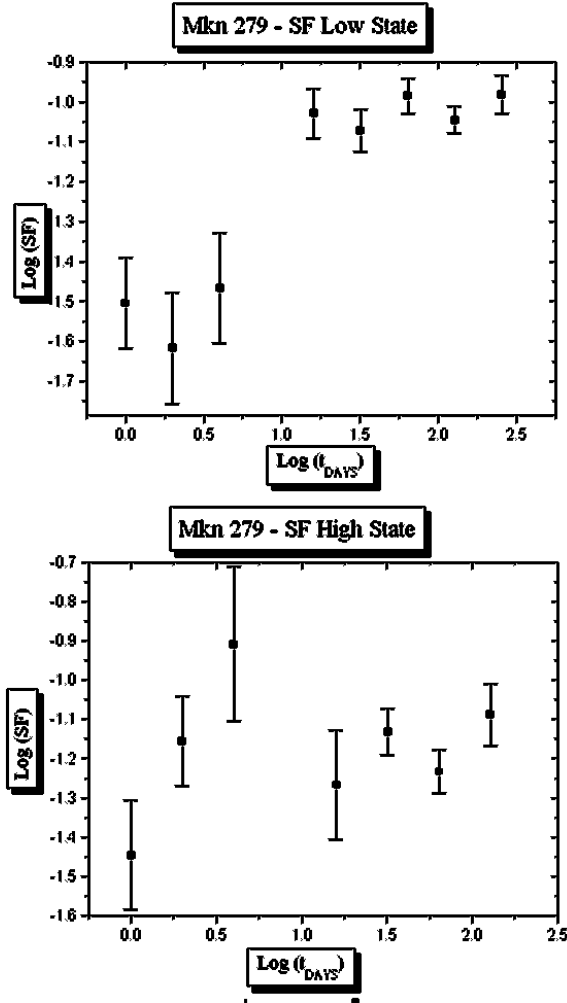 Mkn 279 - SF Low State
-0.9
-1.0
-1.1
-1.2
1.3
1.4
1.5
-1.6
-1.7
Log (SF)
0.0 0.5 1.0 1.5 2.0 2.5
Log (tDAYS)
Mkn 279 - SF High State
-0.7
-0.8
-0.9
-1.0
-1.1
-1.2
-1.3
-1.4
-1.5
-1.6
Log (SF)
0.0 0.5 1.0 1.5 2.0 2.5
Log (tDAYS)